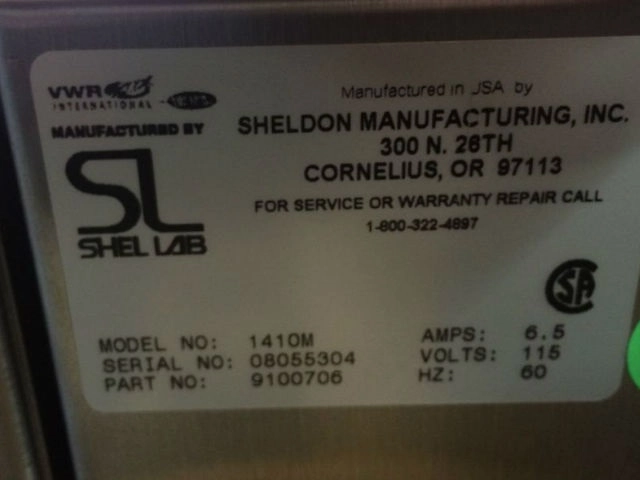 VWR
INTERNATIONAL
MANUFACTURED BY
SL
SHEL LAB
Manufactured in USA by
SHELDON MANUFACTURING, INC.
300 N. 26TH
CORNELIUS, OR 97113
FOR SERVICE OR WARRANTY REPAIR CALL
1-800-322-4897
SA
MODEL NO: 1410M
SERIAL NO: 08055304
PART NO: 9100706
AMPS: 6.5
VOLTS: 115
HZ: 60